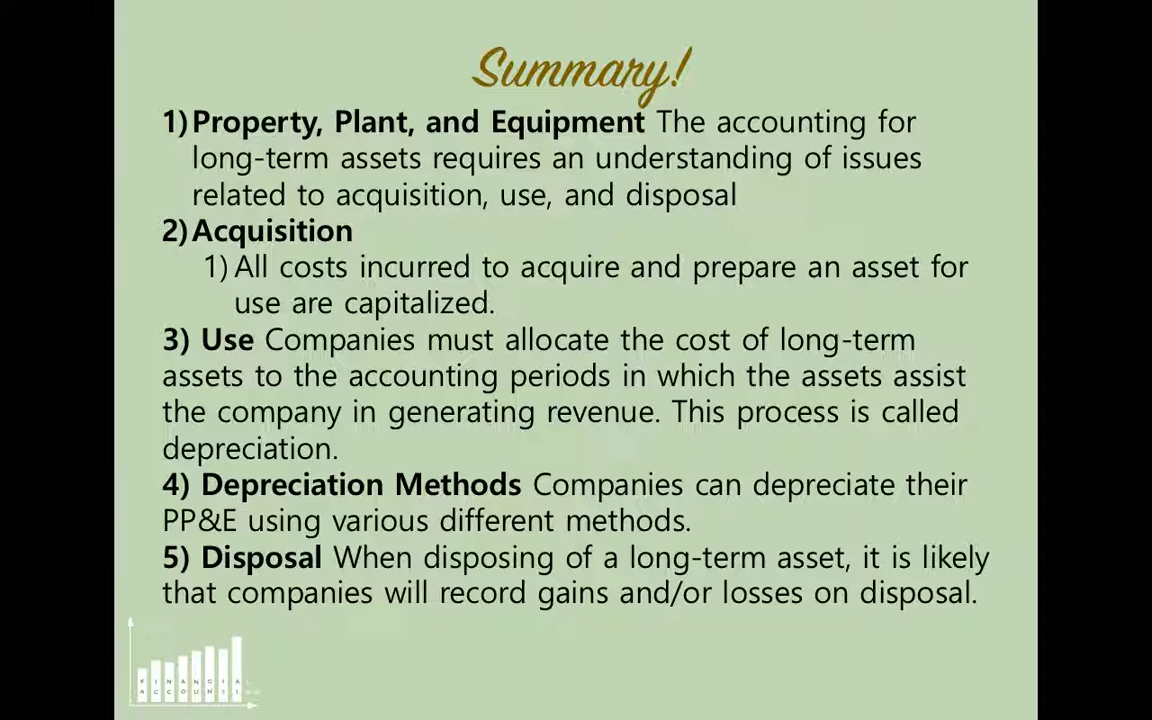 Summary!
1) Property, Plant, and Equipment The accounting for
long-term assets requires an understanding of issues
related to acquisition, use, and disposal
2) Acquisition
1) All costs incurred to acquire and prepare an asset for
use are capitalized.
3) Use Companies must allocate the cost of long-term
assets to the accounting periods in which the assets assist
the company in generating revenue. This process is called
depreciation.
4) Depreciation Methods Companies can depreciate their
PP&E using various different methods.
5) Disposal When disposing of a long-term asset, it is likely
that companies will record gains and/or losses on disposal.
FINANCIAL